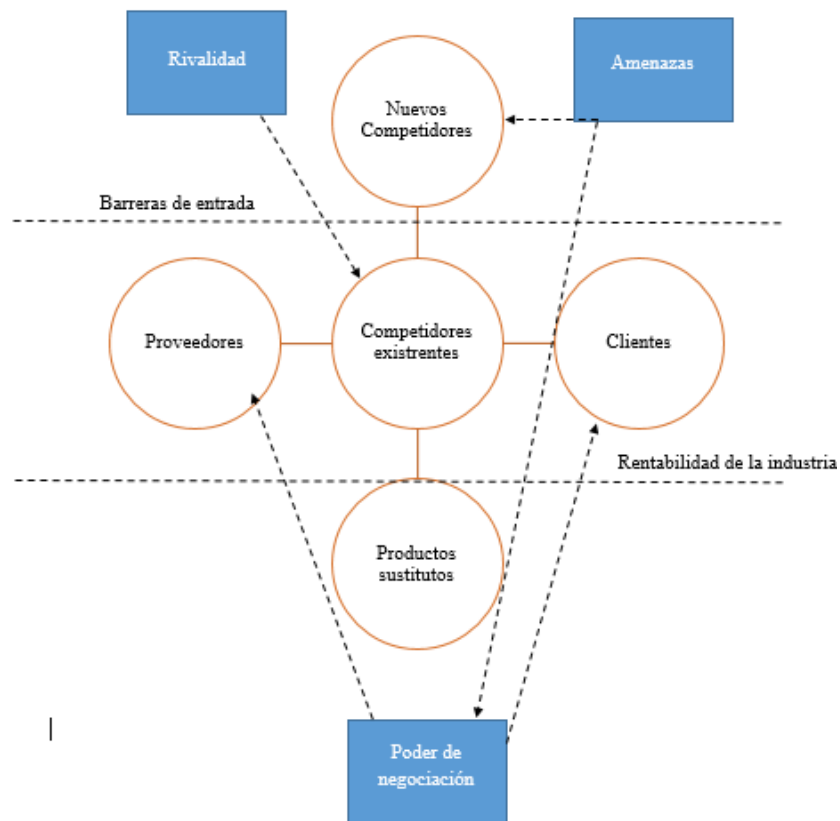 Rivalidad
Amenazas
Nuevos
Competidores
Barreras de entrada
Proveedores
Competidores
existrentes
Clientes
Rentabilidad de la industria
Productos
sustitutos
Poder de
negociación